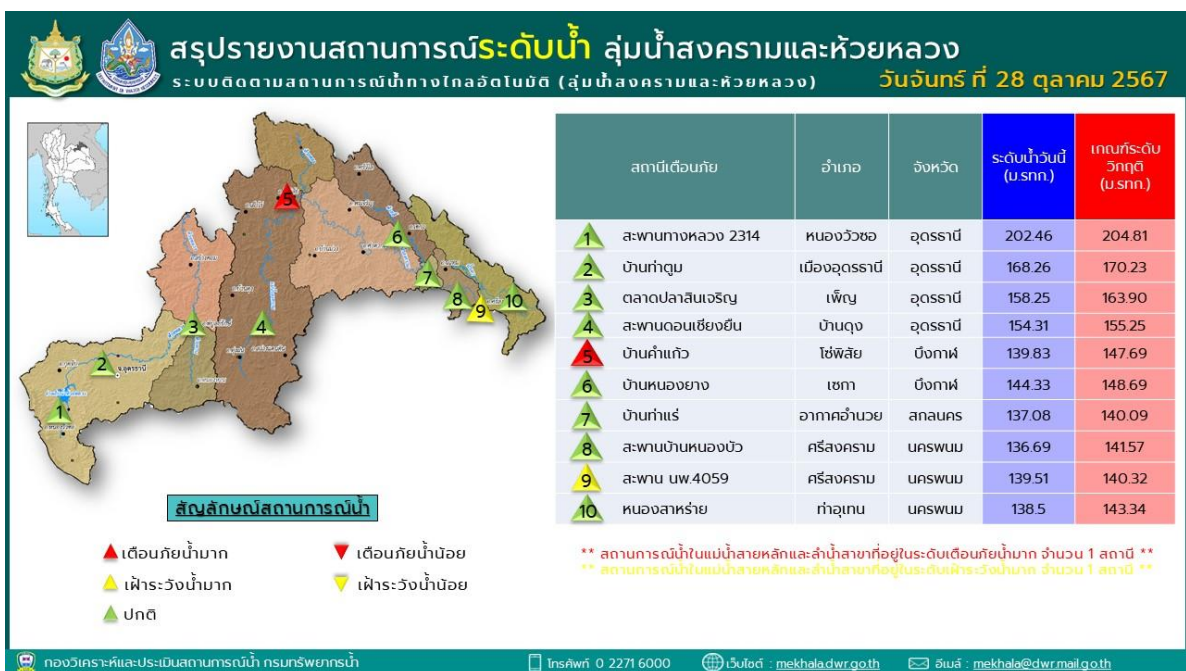 สรุปรายงานสถานการณ์ระดับน้ำ ลุ่มน้ำสงครามและห้วยหลวง
ระบบติดตามสถานการณ์น้ำทางไกลอัตโนมัติ (ลุ่มน้ำสงครามและห้วยหลวง)
วันจันทร์ ที่ 28 ตุลาคม 2567
สถานีเตือนภัย อำเภอ จังหวัด ระดับน้ำวันนี้ (ม.รทก.) เกณฑ์ระดับวิกฤติ (ม.รทก.)
1 สะพานทางหลวง 2314 หนองวัวซอ อุดรธานี 202.46 204.81
2 บ้านท่าตูม เมืองอุดรธานี อุดรธานี 168.26 170.23
3 ตลาดปลาสินเจริญ เพ็ญ อุดรธานี 158.25 163.90
4 สะพานดอนเชียงยืน บ้านดุง อุดรธานี 154.31 155.25
5 บ้านคำแก้ว โซ่พิสัย บึงกาฬ 139.83 147.69
6 บ้านหนองยาง เซกา บึงกาฬ 144.33 148.69
7 บ้านท่าแร่ อากาศอำนวย สกลนคร 137.08 140.09
8 สะพานบ้านหนองบัว ศรีสงคราม นครพนม 136.69 141.57
9 สะพาน นพ.4059 ศรีสงคราม นครพนม 139.51 140.32
10 หนองสาหร่าย ท่าอุเทน นครพนม 138.5 143.34
5
6
7
8
9
10
3
4
2
จ.อุดรธานี
1
สัญลักษณ์สถานการณ์น้ำ
เตือนภัยน้ำมาก เตือนภัยน้ำน้อย
เฝ้าระวังน้ำมาก เฝ้าระวังน้ำน้อย
ปกติ
** สถานการณ์น้ำในแม่น้ำสายหลักและลำน้ำสาขาที่อยู่ในระดับเตือนภัยน้ำมาก จำนวน 1 สถานี **
** สถานการณ์น้ำในแม่น้ำสายหลักและลำน้ำสาขาที่อยู่ในระดับเฝ้าระวังน้ำมาก จำนวน 1 สถานี **
กองวิเคราะห์และประเมินสถานการณ์น้ำ กรมทรัพยากรน้ำ โทรศัพท์ 0 2271 6000 เว็บไซต์ : mekhala.dwr.go.th อีเมล์ : mekhala@dwr.mail.go.th